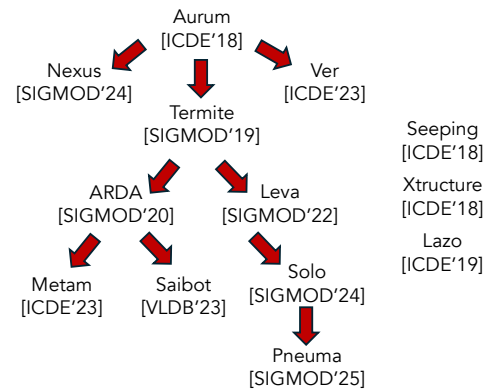 Aurum
[ICDE’18]
Nexus
[SIGMOD’24]
Ver
[ICDE’23]
Termite
[SIGMOD’19]
Seeping
[ICDE’18]
Xtructure
[ICDE’18]
Lazo
[ICDE’19]
ARDA
[SIGMOD’20]
Leva
[SIGMOD’22]
Metam
[ICDE’23]
Saibot
[VLDB’23]
Solo
[SIGMOD’24]
Pneuma
[SIGMOD’25]